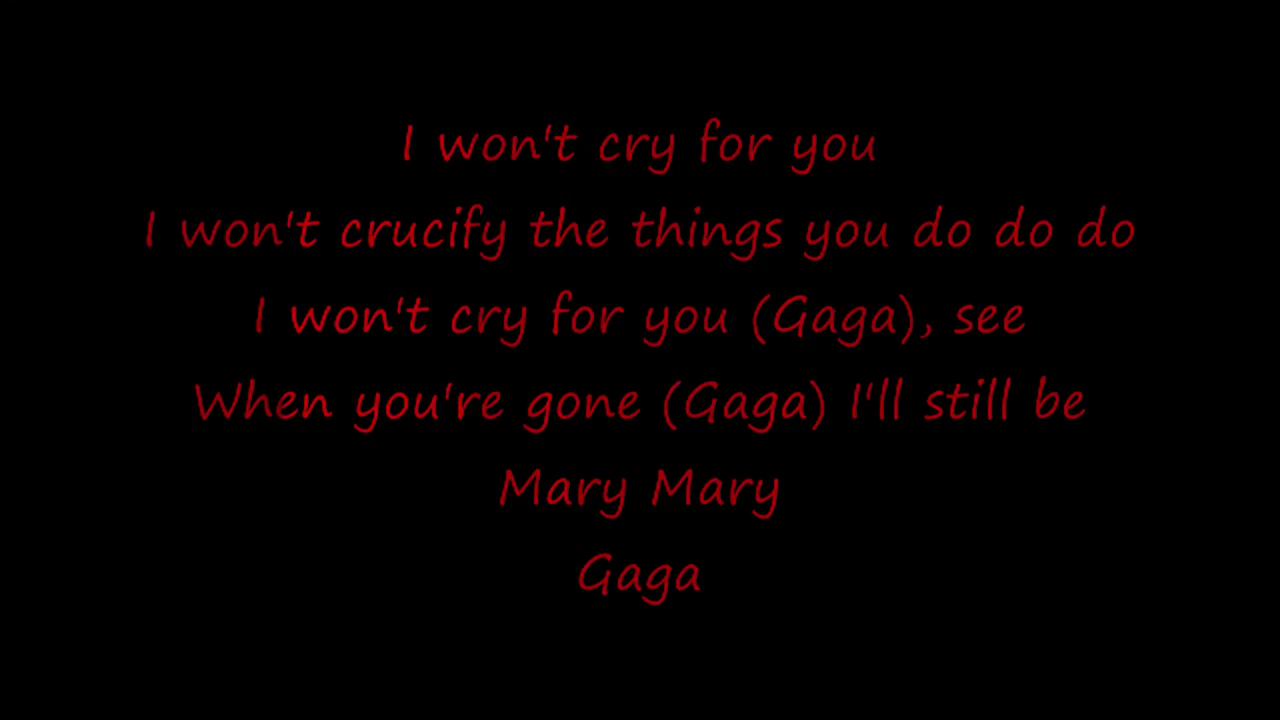 I won't cry for you
I won't crucify the things you do do do
I won't cry for you (Gaga), see
When you're gone (Gaga) I'll still be
Mary Mary
Gaga